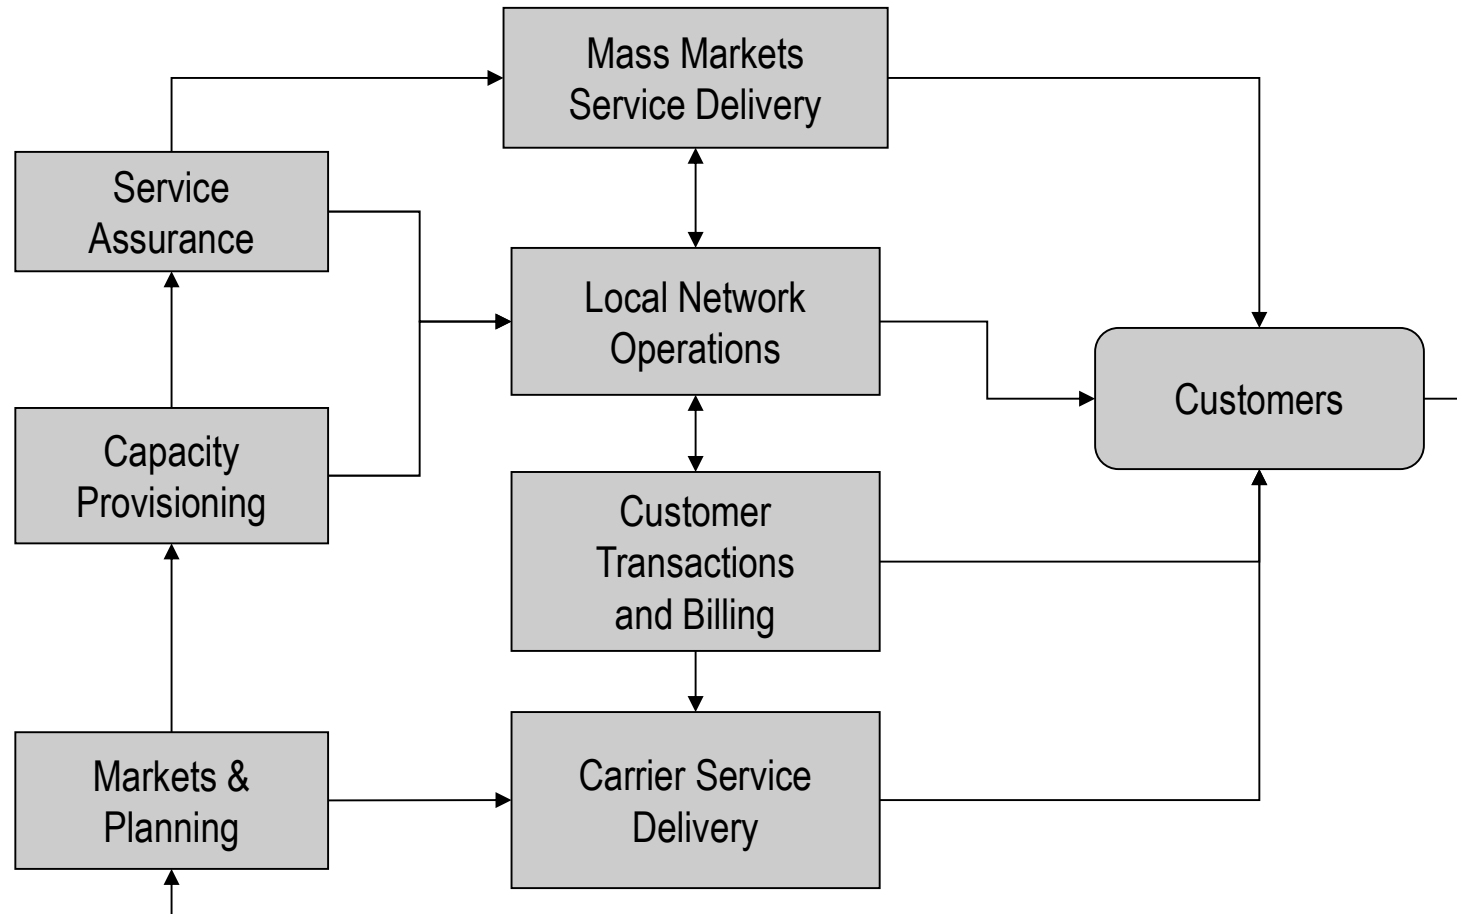 Mass Markets
Service Delivery
Service
Assurance
Local Network
Operations
Customers
Capacity
Provisioning
Customer
Transactions
and Billing
Markets &
Planning
Carrier Service
Delivery